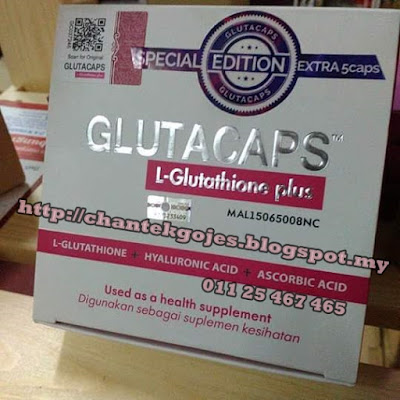 Scan for Original
GLUTACAPS
GLUTACAPS
SPECIAL EDITION EXTRA 5caps
GLUTACAPS
GLUTACAPS™
L-Glutathione plus
MAL15065008NC
http://chantekgojes.blogspot.my
L-GLUTATHIONE + HYALURONIC ACID + ASCORBIC ACID
011 25 467 465
Used as a health supplement
Digunakan sebagai suplemen kesihatan